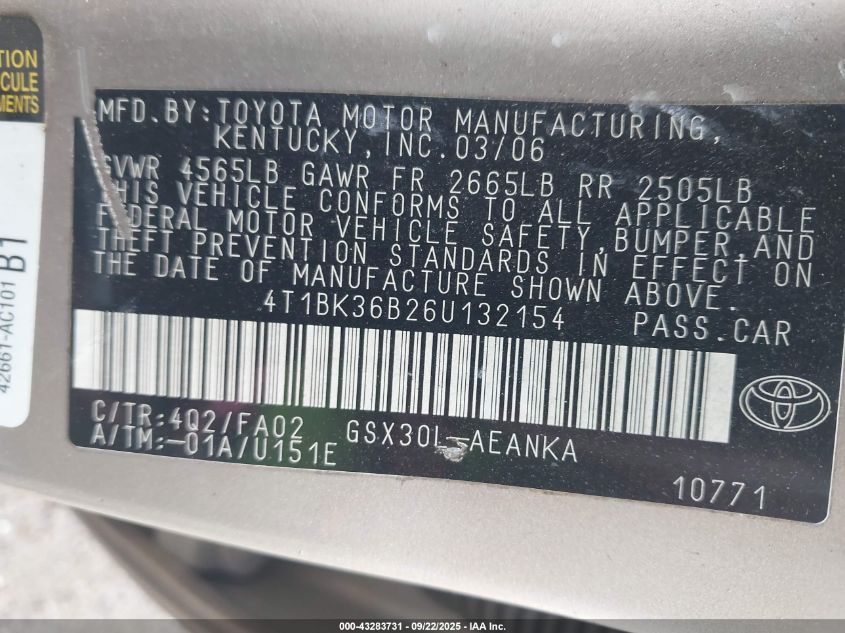 TION
CULE
MENTS
B1
42661-AC101
MFD.BY:TOYOTA MOTOR MANUFACTURING,
KENTUCKY,INC.03/06
GVWR 4565LB GAWR FR 2665LB RR 2505LB
THIS VEHICLE CONFORMS TO ALL APPLICABLE
FEDERAL MOTOR VEHICLE SAFETY,BUMPER,AND
THEFT PREVENTION STANDARDS IN EFFECT ON
THE DATE OF MANUFACTURE SHOWN ABOVE.
4T1BK36B26U132154 PASS.CAR
C/TR:4Q2/FA02 GSX30L-AEANKA
A/TM:-01A/U151E
10771
000-43283731 - 09/22/2025 - IAA Inc.